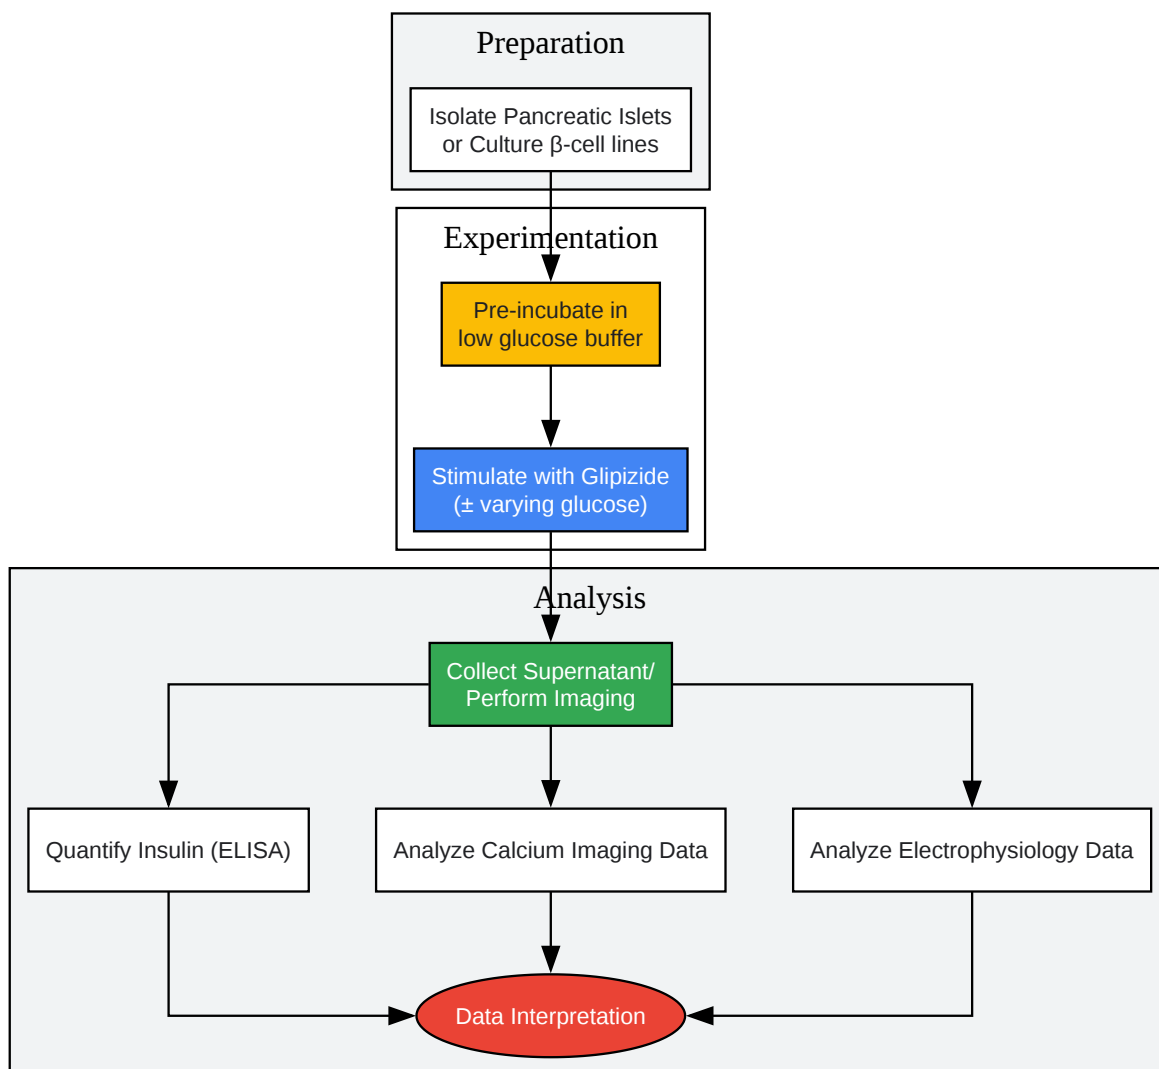 Preparation
Isolate Pancreatic Islets
or Culture β-cell lines
Experimentation
Pre-incubate in
low glucose buffer
Stimulate with Glipizide
(± varying glucose)
Analysis
Collect Supernatant/
Perform Imaging
Quantify Insulin (ELISA)
Analyze Calcium Imaging Data
Analyze Electrophysiology Data
Data Interpretation